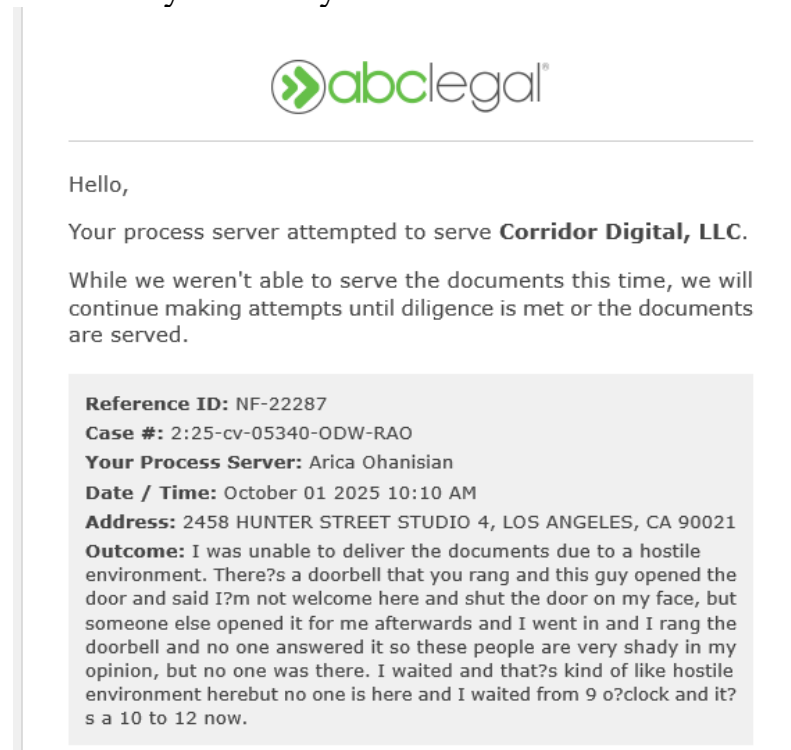 abclegal®
Hello,
Your process server attempted to serve Corridor Digital, LLC.
While we weren't able to serve the documents this time, we will
continue making attempts until diligence is met or the documents
are served.
Reference ID: NF-22287
Case #: 2:25-cv-05340-ODW-RAO
Your Process Server: Arica Ohanisian
Date / Time: October 01 2025 10:10 AM
Address: 2458 HUNTER STREET STUDIO 4, LOS ANGELES, CA 90021
Outcome: I was unable to deliver the documents due to a hostile
environment. There?s a doorbell that you rang and this guy opened the
door and said I?m not welcome here and shut the door on my face, but
someone else opened it for me afterwards and I went in and I rang the
doorbell and no one answered it so these people are very shady in my
opinion, but no one was there. I waited and that?s kind of like hostile
environment herebut no one is here and I waited from 9 o?clock and it?
s a 10 to 12 now.